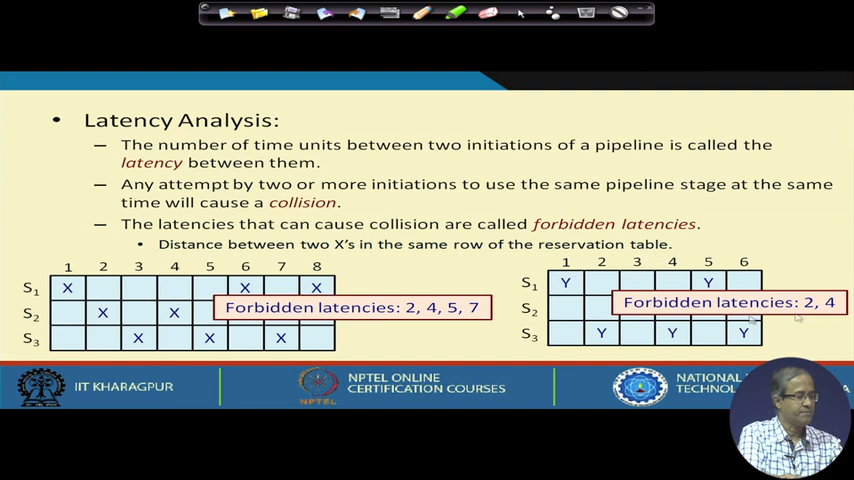 • Latency Analysis:
– The number of time units between two initiations of a pipeline is called the
latency between them.
– Any attempt by two or more initiations to use the same pipeline stage at the same
time will cause a collision.
– The latencies that can cause collision are called forbidden latencies.
• Distance between two X's in the same row of the reservation table.
1 2 3 4 5 6 7 8
S1 X X X
S2 X X
Forbidden latencies: 2, 4, 5, 7
S3 X X X
1 2 3 4 5 6
S1 Y Y
S2
Forbidden latencies: 2, 4
S3 Y Y Y
IIT KHARAGPUR
NPTEL
NPTEL ONLINE
CERTIFICATION COURSES